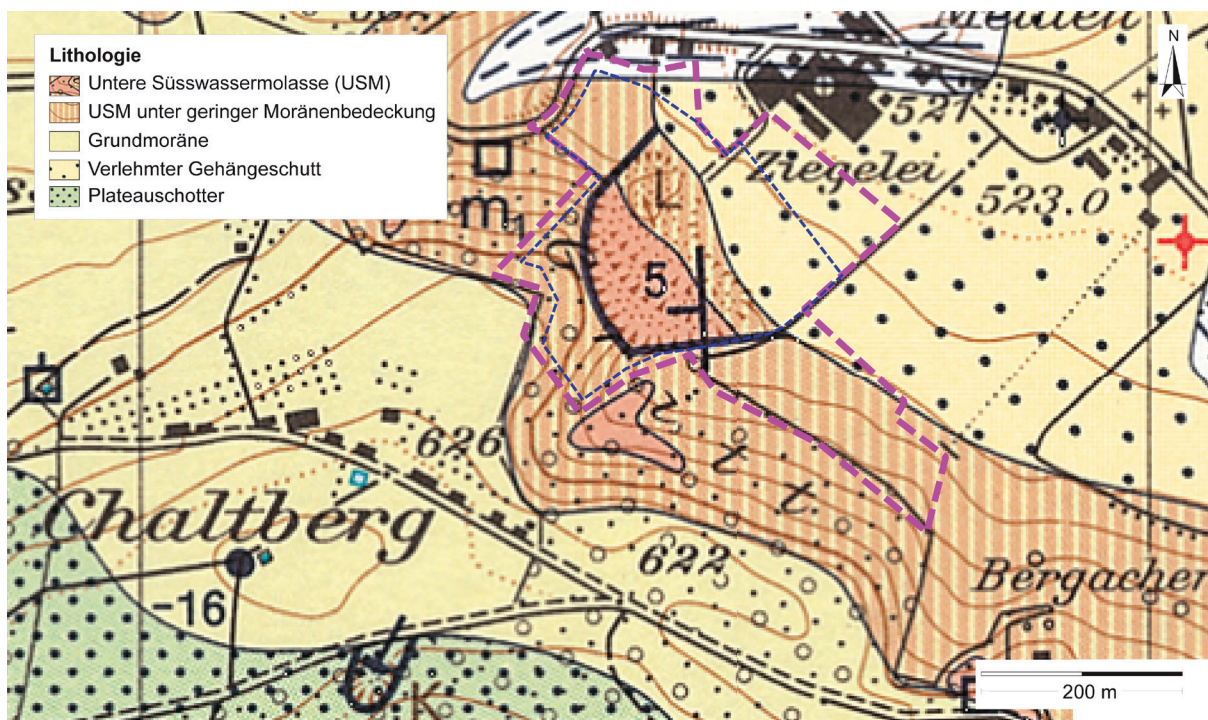 Lithologie
Untere Süsswassermolasse (USM)
USM unter geringer Moränenbedeckung
Grundmoräne
Verlehmter Gehängeschutt
Plateauschotter
N
521
Ziegelei
523.0
m1
L
5
626
Chaltberg
622
Bergacher
-16
K
200 m